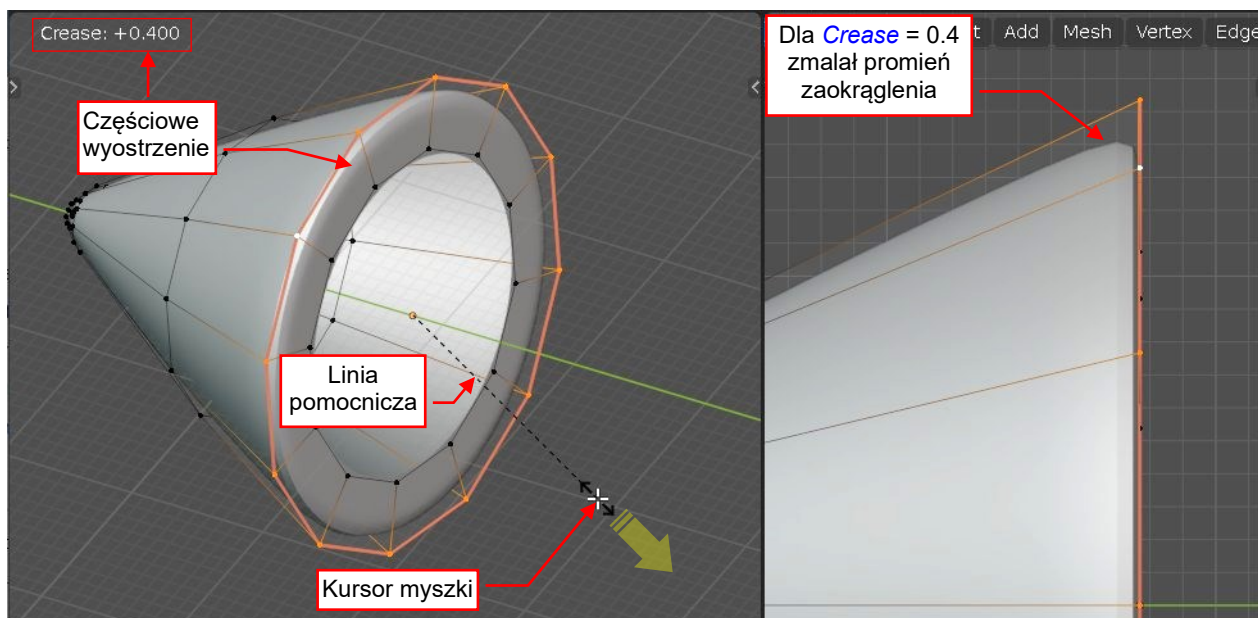 Crease: +0.400
Częściowe
wyostrzenie
Linia
pomocnicza
Kursor myszki
Dla Crease = 0.4
zmalał promień
zaokrąglenia
t Add Mesh Vertex Edge